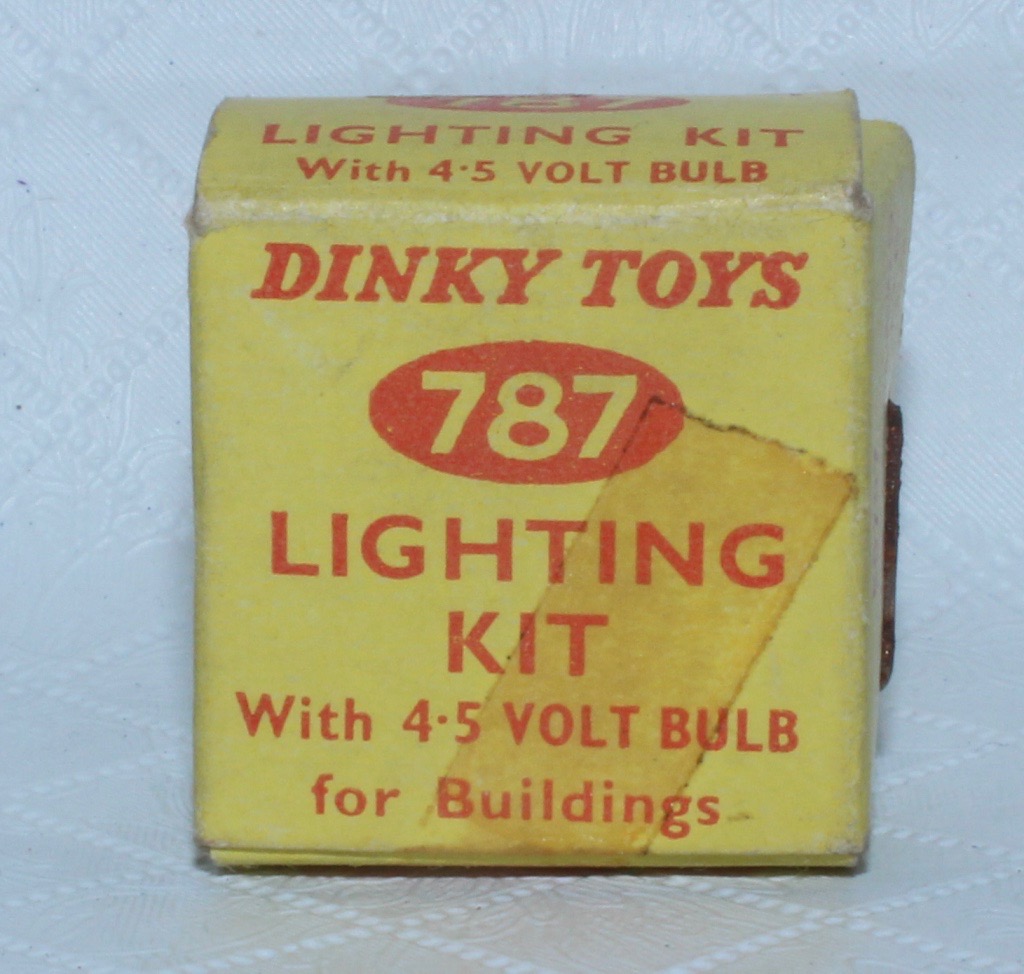 787
LIGHTING KIT
With 4·5 VOLT BULB
DINKY TOYS
787
LIGHTING
KIT
With 4·5 VOLT BULB
for Buildings